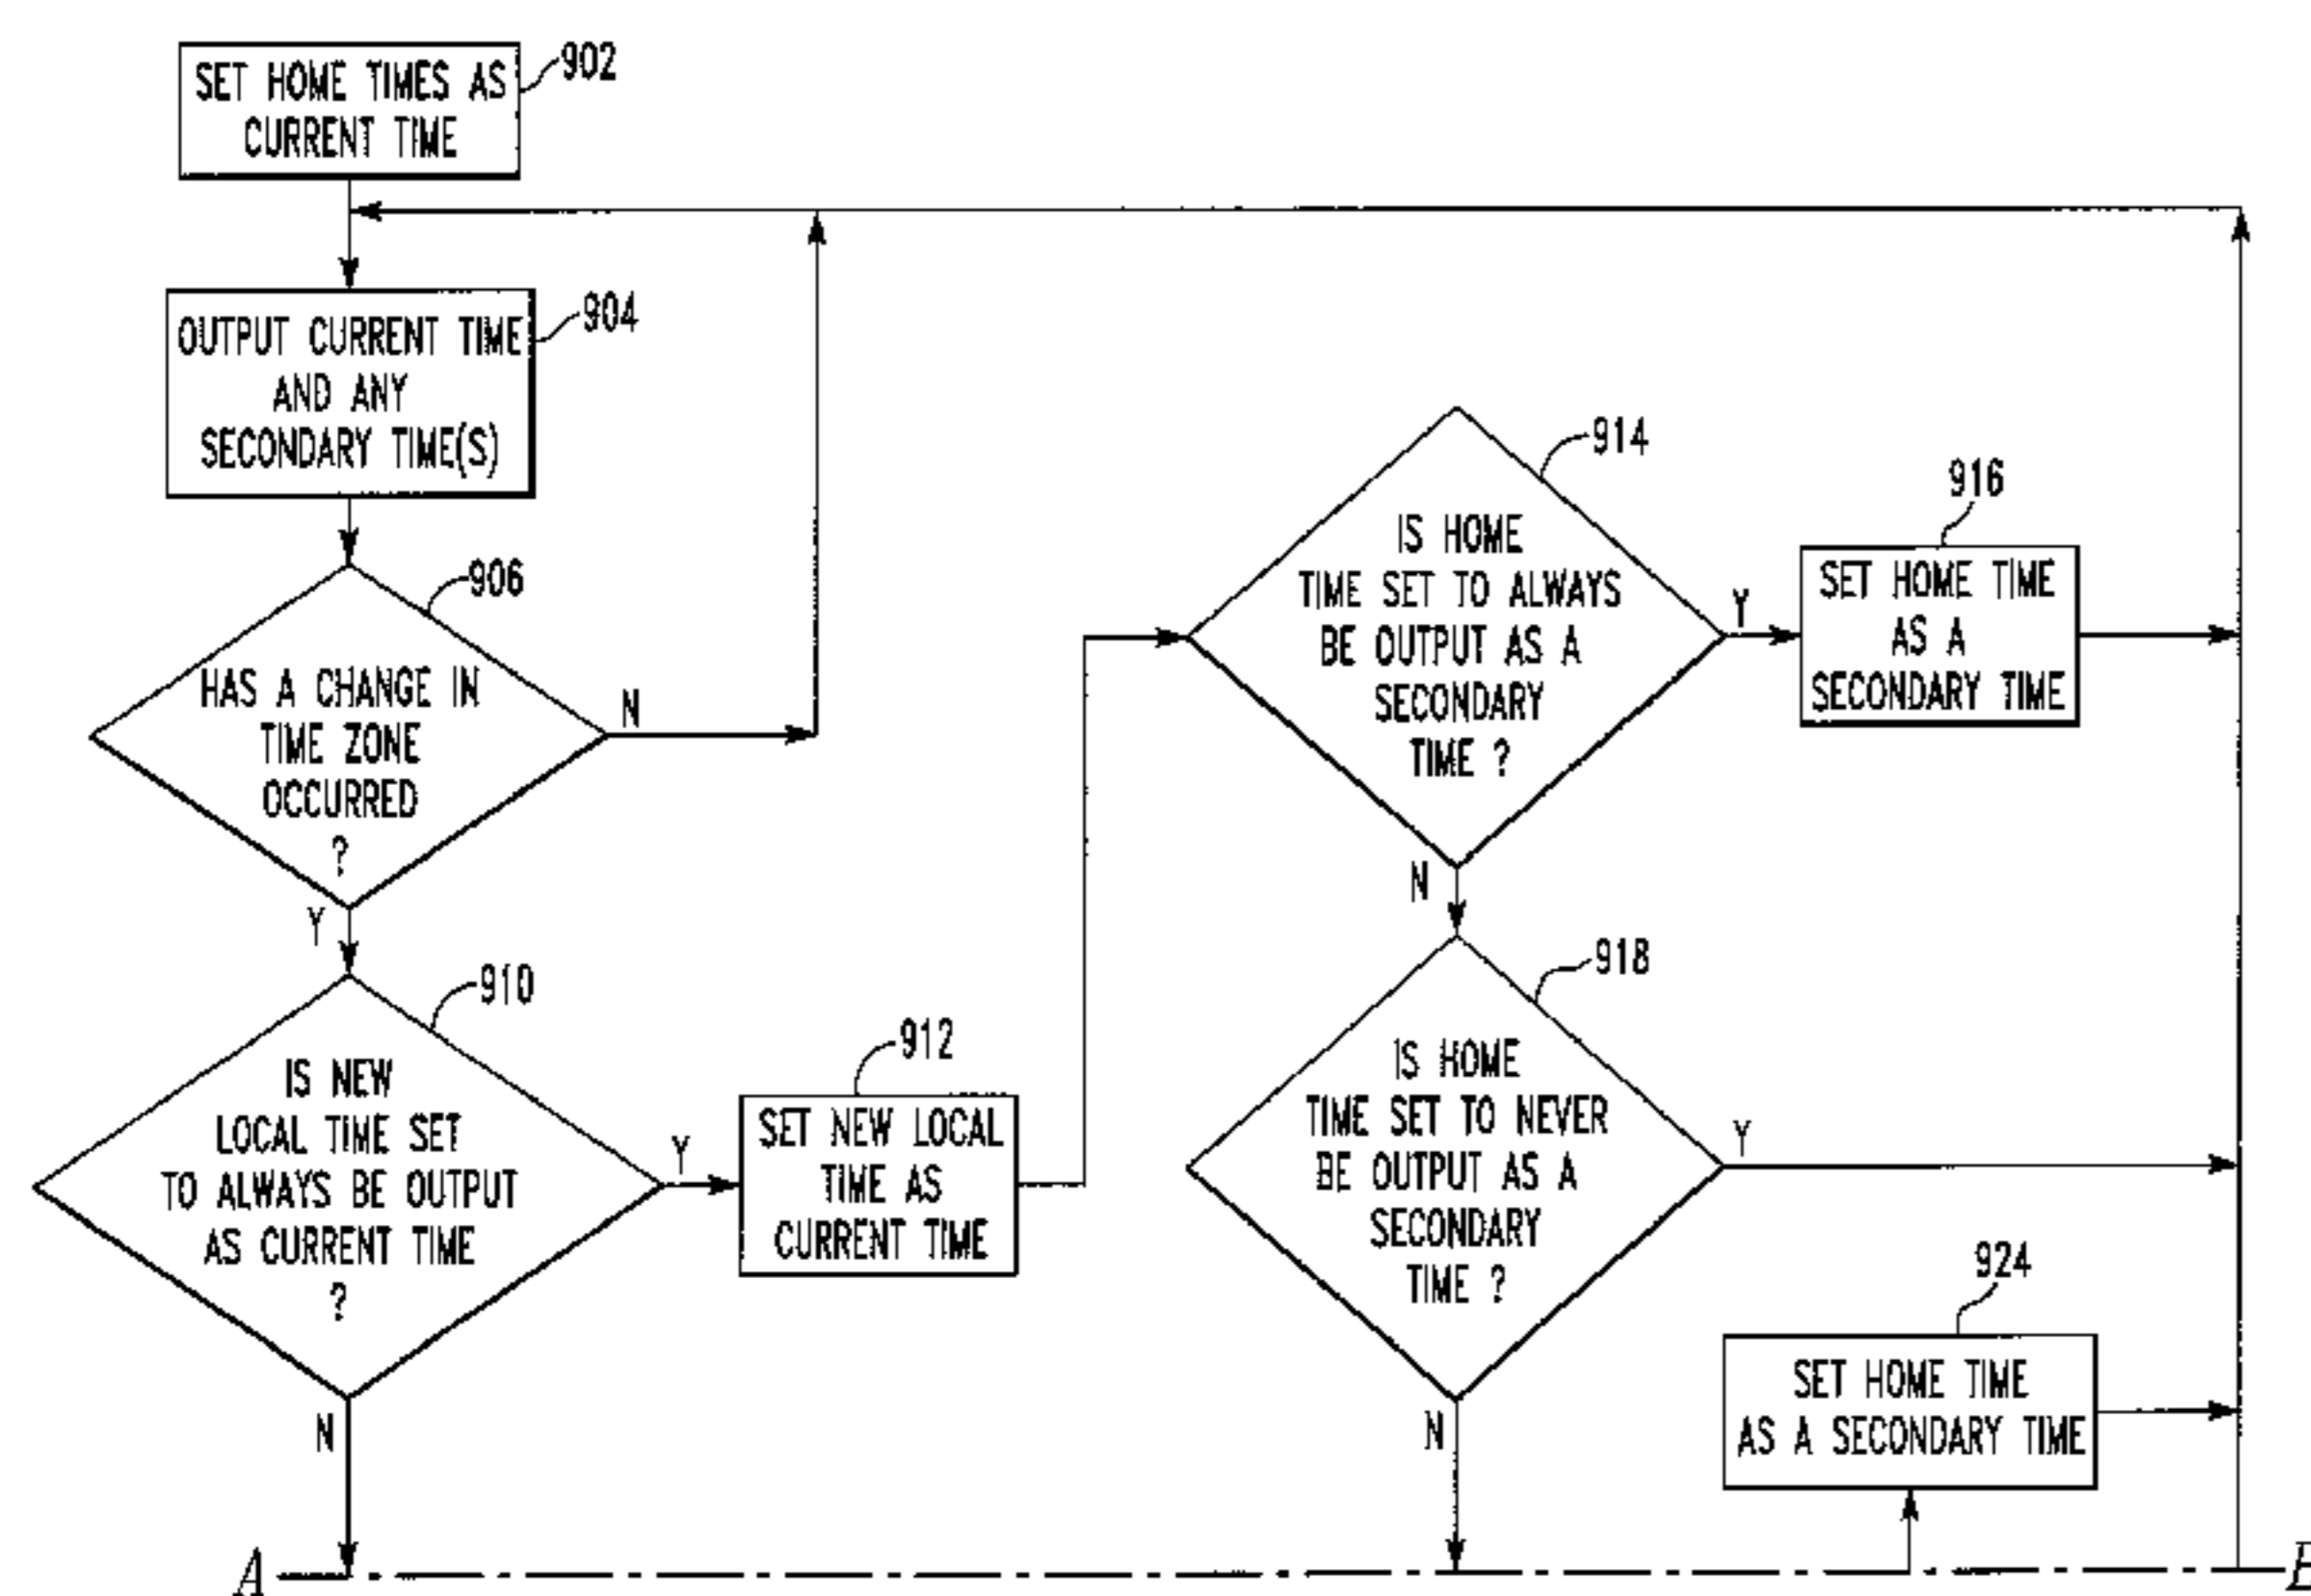 SET HOME TIMES AS
CURRENT TIME
902
OUTPUT CURRENT TIME
AND ANY
SECONDARY TIME(S)
904
HAS A CHANGE IN
TIME ZONE
OCCURRED
?
906
N
Y
IS NEW
LOCAL TIME SET
TO ALWAYS BE OUTPUT
AS CURRENT TIME
?
910
Y
N
SET NEW LOCAL
TIME AS
CURRENT TIME
912
IS HOME
TIME SET TO ALWAYS
BE OUTPUT AS A
SECONDARY
TIME ?
914
Y
N
SET HOME TIME
AS A
SECONDARY TIME
916
IS HOME
TIME SET TO NEVER
BE OUTPUT AS A
SECONDARY
TIME ?
918
Y
N
924
SET HOME TIME
AS A SECONDARY TIME
A